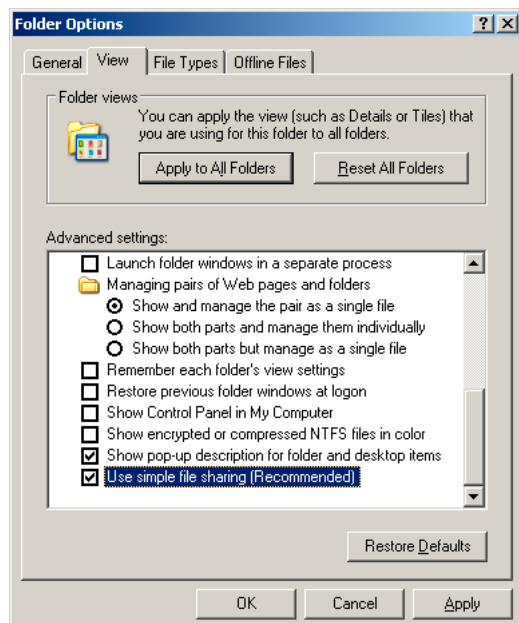 Folder Options
General View File Types Offline Files
Folder views
You can apply the view (such as Details or Tiles) that
you are using for this folder to all folders.
Apply to All Folders Reset All Folders
Advanced settings:
Launch folder windows in a separate process
Managing pairs of Web pages and folders
Show and manage the pair as a single file
Show both parts and manage them individually
Show both parts but manage as a single file
Remember each folder's view settings
Restore previous folder windows at logon
Show Control Panel in My Computer
Show encrypted or compressed NTFS files in color
Show pop-up description for folder and desktop items
Use simple file sharing (Recommended)
Restore Defaults
OK Cancel Apply